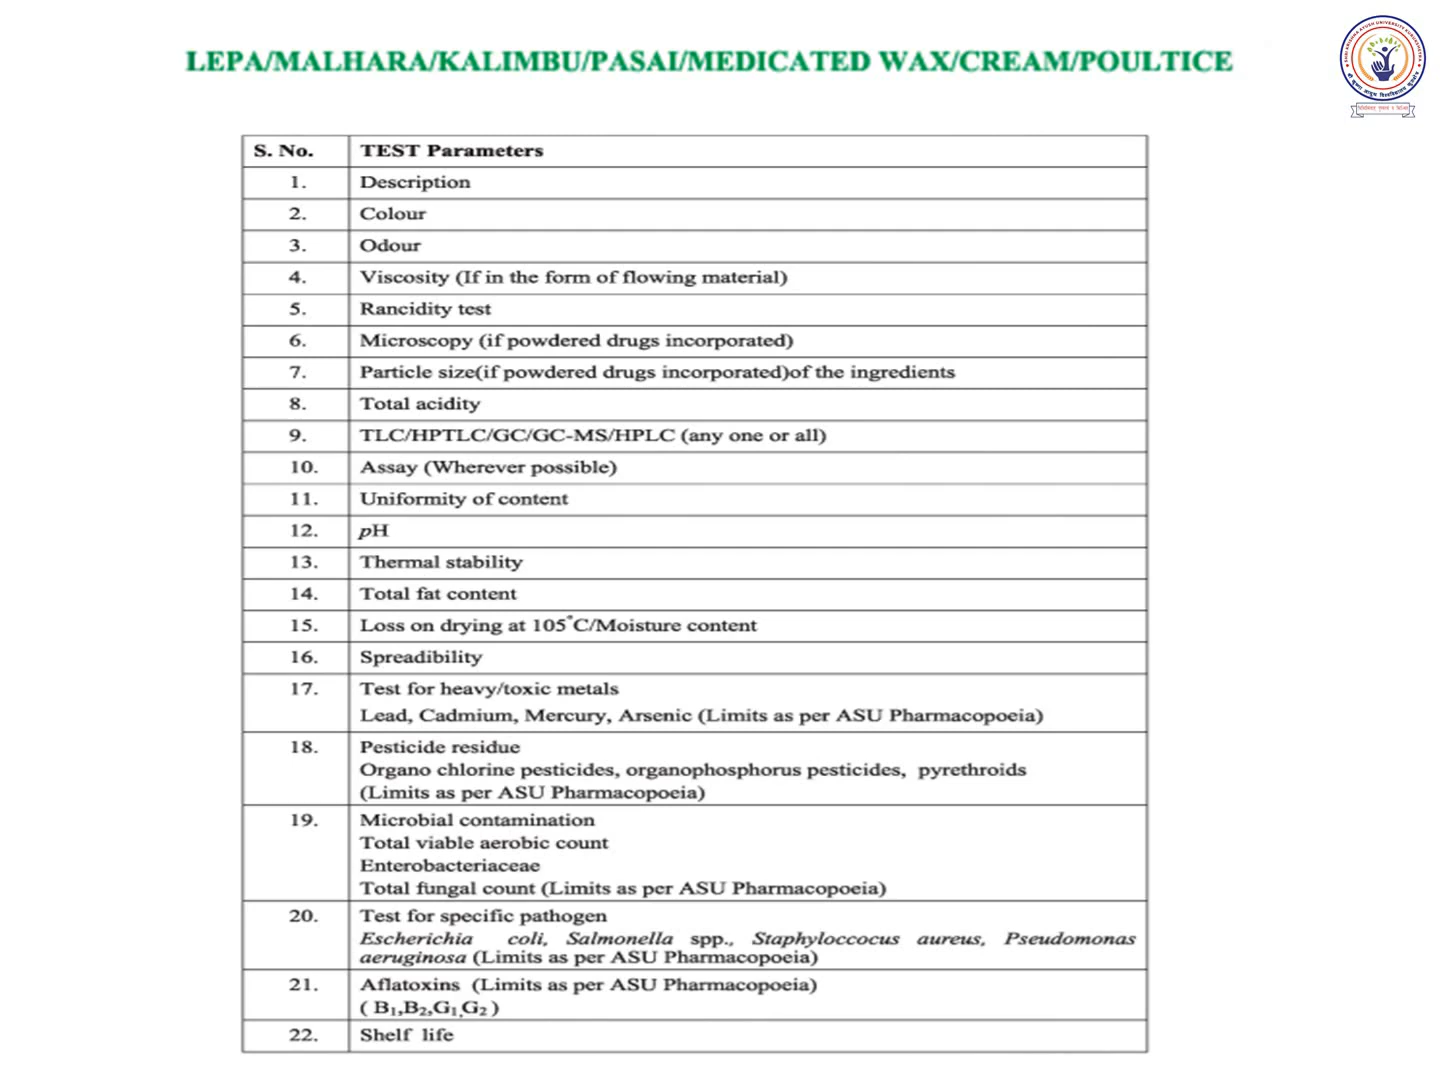 LEPA/MALHARA/KALIMBU/PASAI/MEDICATED WAX/CREAM/POULTICE
S. No. TEST Parameters
1. Description
2. Colour
3. Odour
4. Viscosity (If in the form of flowing material)
5. Rancidity test
6. Microscopy (if powdered drugs incorporated)
7. Particle size(if powdered drugs incorporated)of the ingredients
8. Total acidity
9. TLC/HPTLC/GC/GC-MS/HPLC (any one or all)
10. Assay (Wherever possible)
11. Uniformity of content
12. pH
13. Thermal stability
14. Total fat content
15. Loss on drying at 105°C/Moisture content
16. Spreadibility
17. Test for heavy/toxic metals
Lead, Cadmium, Mercury, Arsenic (Limits as per ASU Pharmacopoeia)
18. Pesticide residue
Organo chlorine pesticides, organophosphorus pesticides, pyrethroids
(Limits as per ASU Pharmacopoeia)
19. Microbial contamination
Total viable aerobic count
Enterobacteriaceae
Total fungal count (Limits as per ASU Pharmacopoeia)
20. Test for specific pathogen
Escherichia coli, Salmonella spp., Staphyloccocus aureus, Pseudomonas
aeruginosa (Limits as per ASU Pharmacopoeia)
21. Aflatoxins (Limits as per ASU Pharmacopoeia)
( B₁,B₂,G₁,G₂ )
22. Shelf life